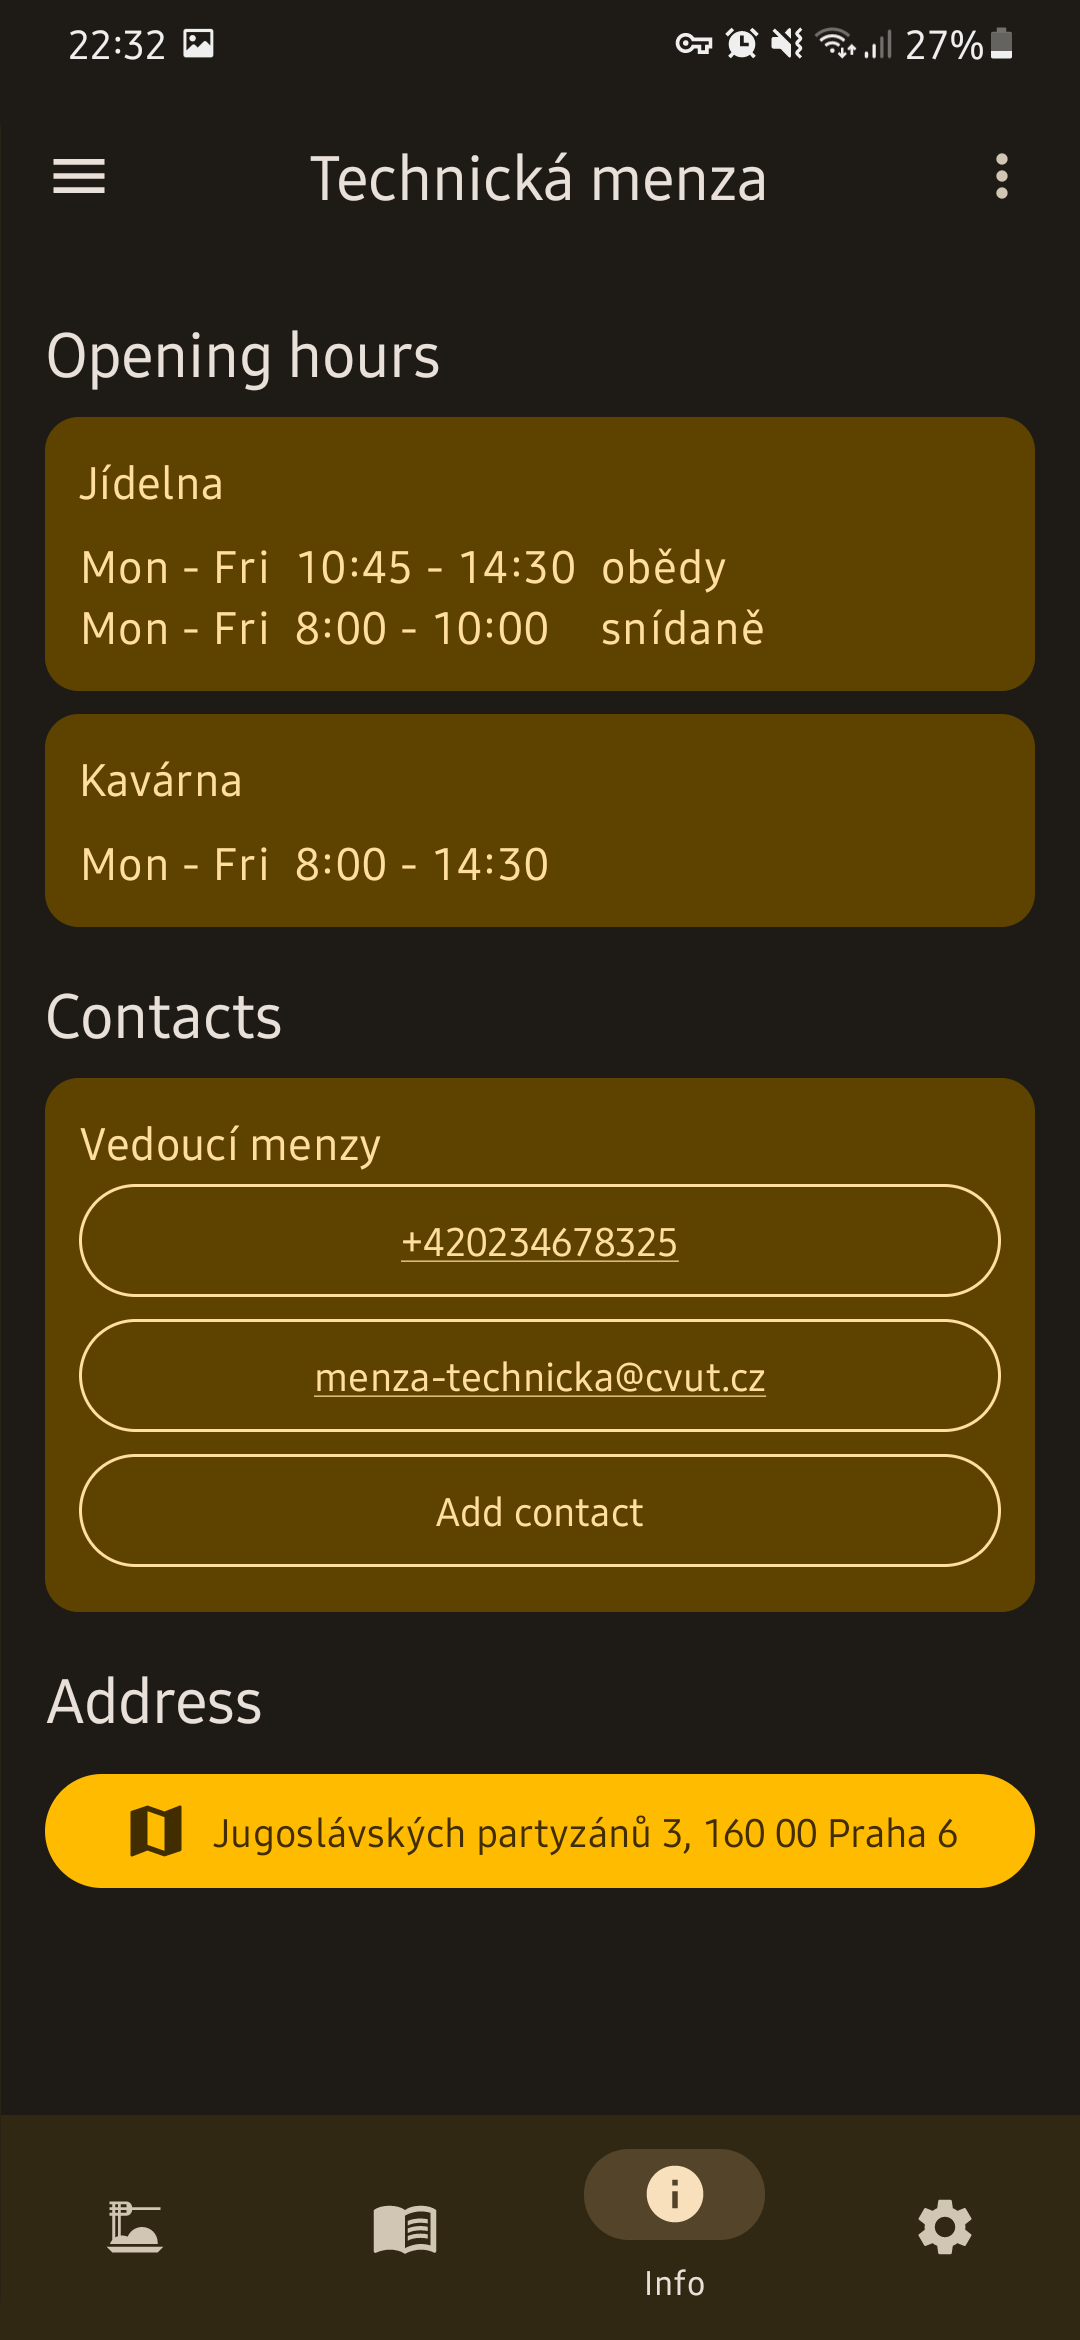 22:32 27%
Technická menza
Opening hours
Jídelna
Mon - Fri 10:45 - 14:30 obědy
Mon - Fri 8:00 - 10:00 snídaně
Kavárna
Mon - Fri 8:00 - 14:30
Contacts
Vedoucí menzy
+420234678325
menza-technicka@cvut.cz
Add contact
Address
Jugoslávských partyzánů 3, 160 00 Praha 6
Info